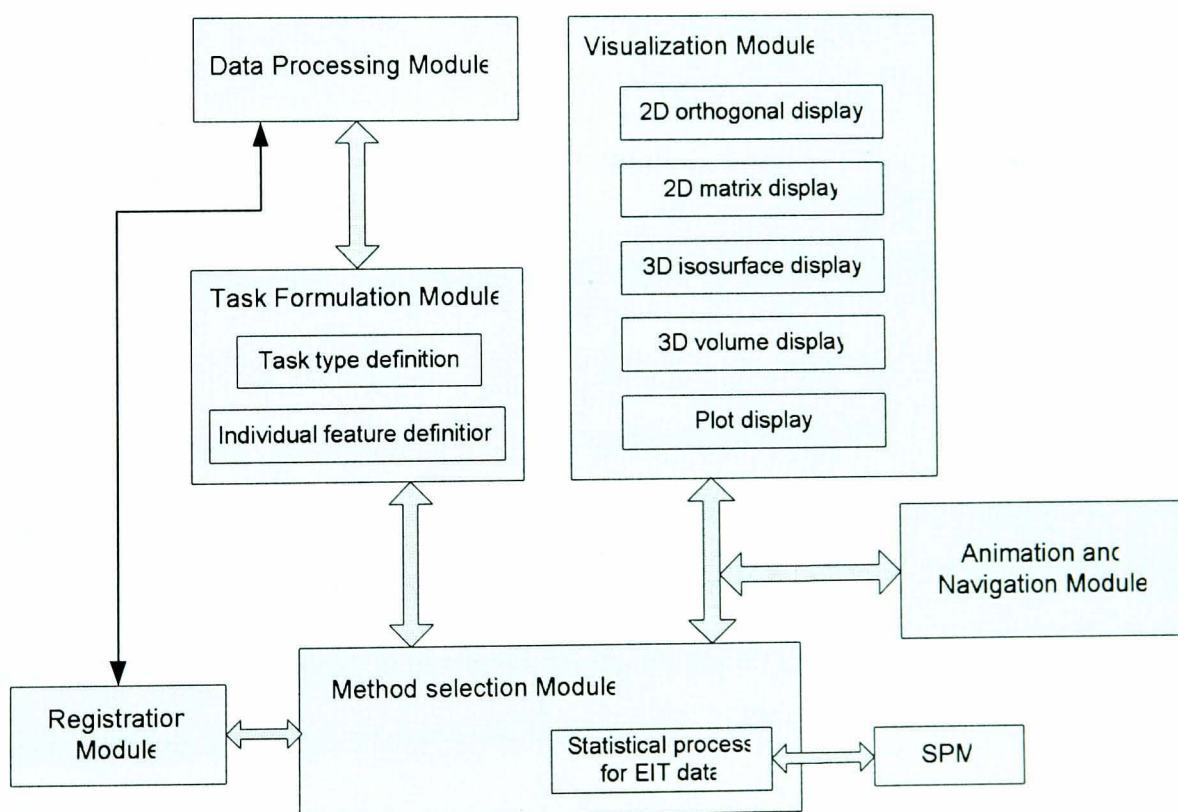 Data Processing Module
Visualization Module
2D orthogonal display
2D matrix display
3D isosurface display
3D volume display
Plot display
Task Formulation Module
Task type definition
Individual feature definition
Animation and
Navigation Module
Method selection Module
Registration
Module
Statistical process
for EIT data
SPM